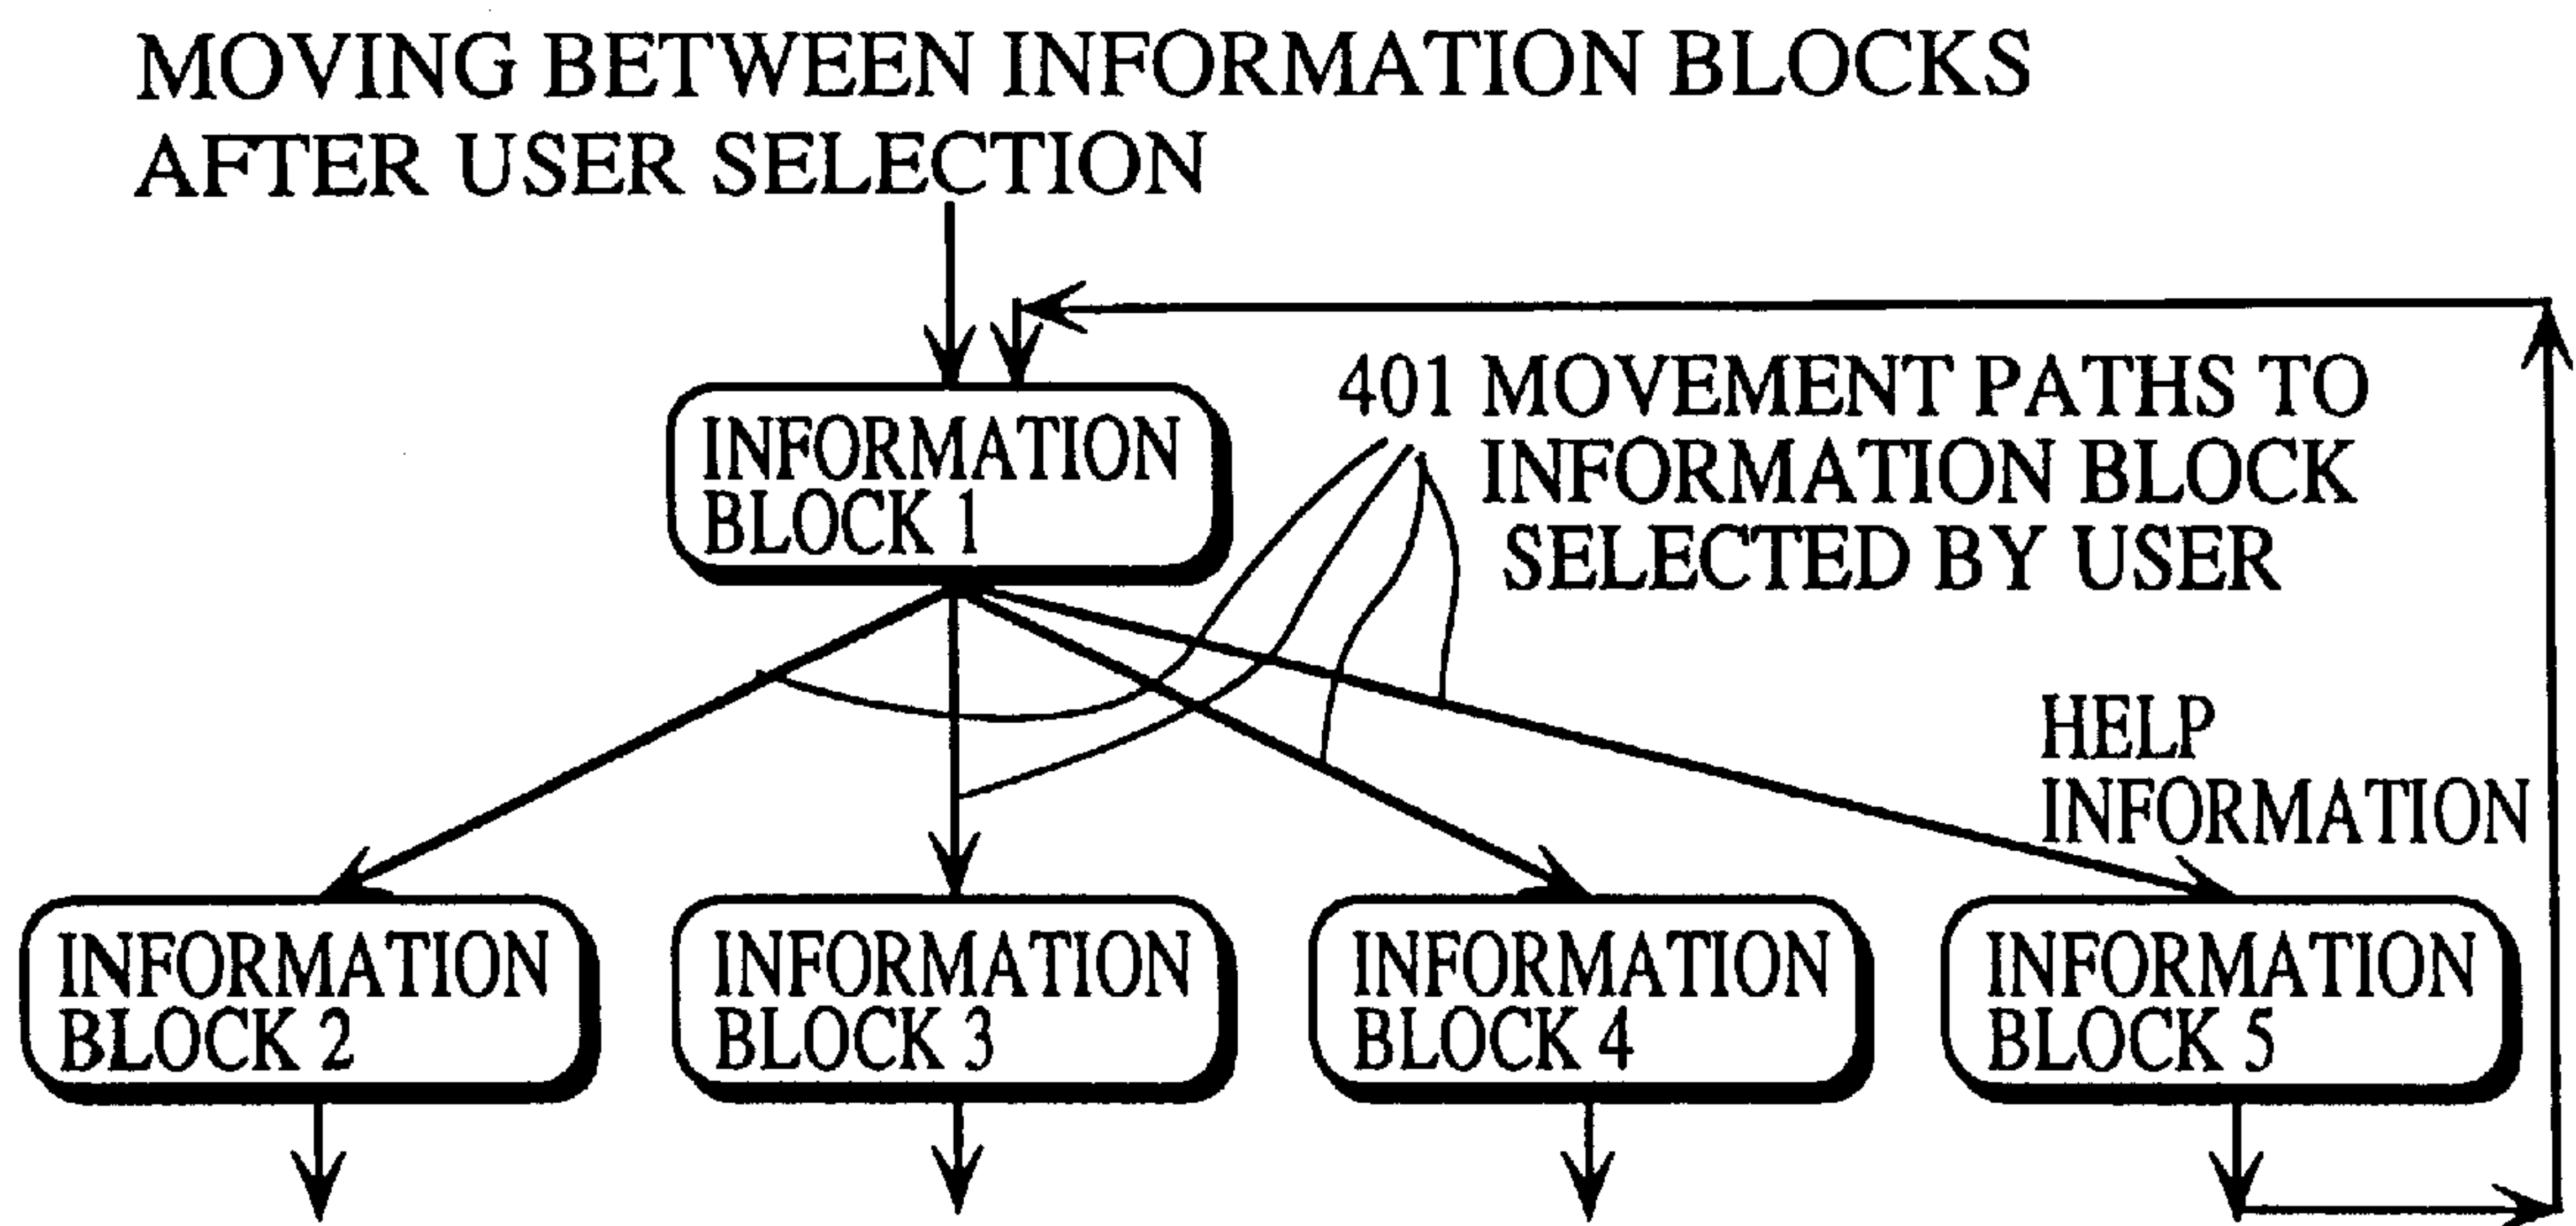 MOVING BETWEEN INFORMATION BLOCKS
AFTER USER SELECTION
INFORMATION
BLOCK 1
401 MOVEMENT PATHS TO
INFORMATION BLOCK
SELECTED BY USER
HELP
INFORMATION
INFORMATION
BLOCK 2
INFORMATION
BLOCK 3
INFORMATION
BLOCK 4
INFORMATION
BLOCK 5